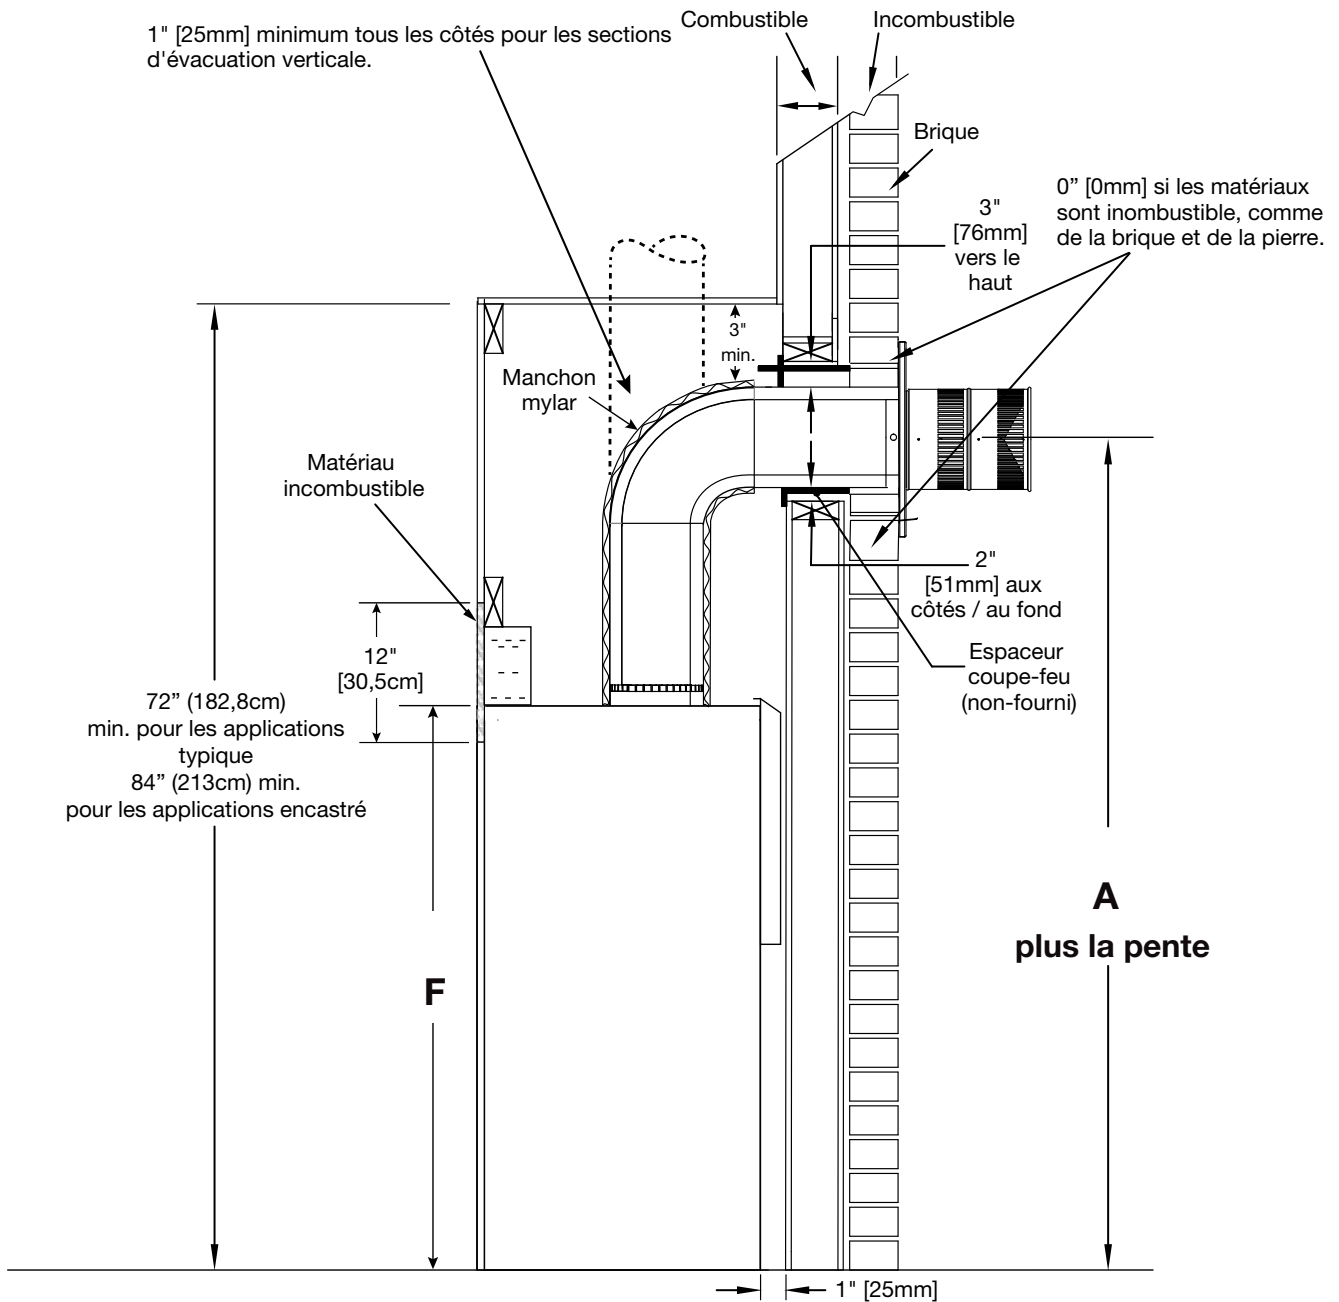 Combustible
Incombustible
1" [25mm] minimum tous les côtés pour les sections
d'évacuation verticale.
Brique
0” [0mm] si les matériaux
sont inombustible, comme
de la brique et de la pierre.
3"
[76mm]
vers le
haut
3"
min.
Manchon
mylar
Matériau
incombustible
2"
[51mm] aux
côtés / au fond
Espaceur
coupe-feu
(non-fourni)
12"
[30,5cm]
72” (182,8cm)
min. pour les applications
typique
84” (213cm) min.
pour les applications encastré
A
plus la pente
F
1" [25mm]